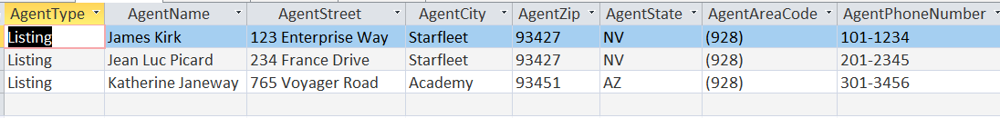 AgentType AgentName AgentStreet AgentCity AgentZip AgentState AgentAreaCode AgentPhoneNumber
Listing James Kirk 123 Enterprise Way Starfleet 93427 NV (928) 101-1234
Listing Jean Luc Picard 234 France Drive Starfleet 93427 NV (928) 201-2345
Listing Katherine Janeway 765 Voyager Road Academy 93451 AZ (928) 301-3456